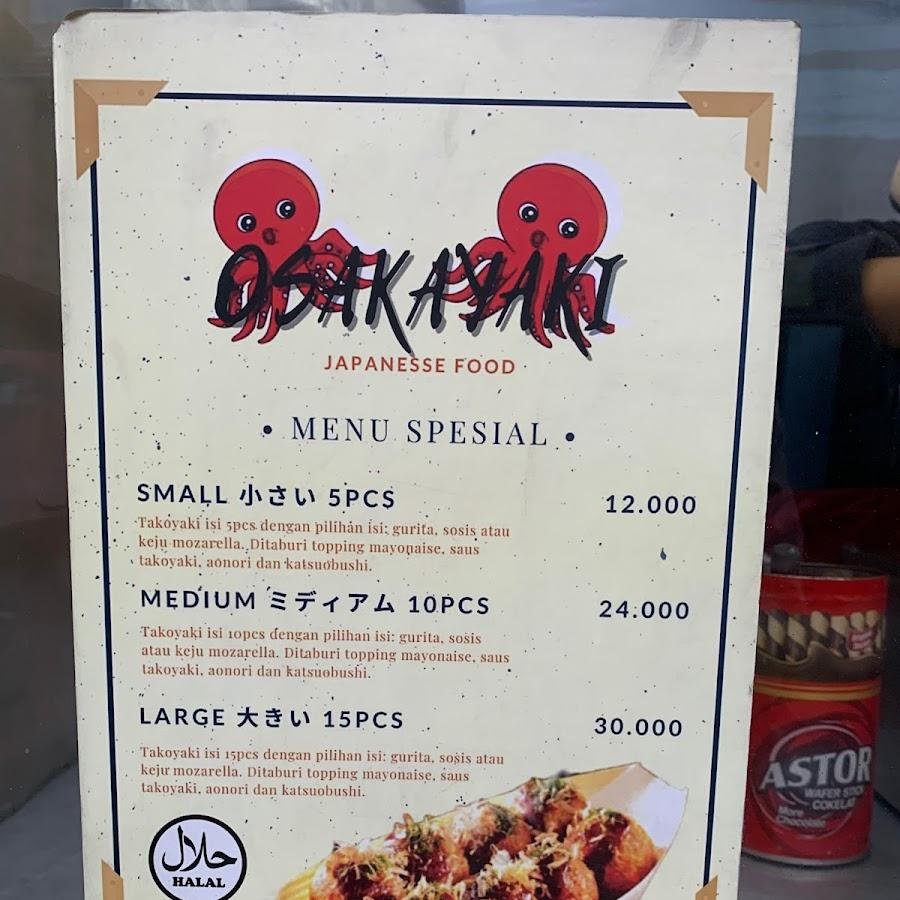 OSAKAYAKI
JAPANESSE FOOD
• MENU SPESIAL •
SMALL 小さい 5PCS 12.000
Takoyaki isi 5pcs dengan pilihan isi: gurita, sosis atau
keju mozarella. Ditaburi topping mayonaise, saus
takoyaki, aonori dan katsuobushi.
MEDIUM ミディアム 10PCS 24.000
Takoyaki isi 10pcs dengan pilihan isi: gurita, sosis
atau keju mozarella. Ditaburi topping mayonaise, saus
takoyaki, aonori dan katsuobushi.
LARGE 大きい 15PCS 30.000
Takoyaki isi 15pcs dengan pilihan isi: gurita, sosis atau
keju mozarella. Ditaburi topping mayonaise, saus
takoyaki, aonori dan katsuobushi.
حلال
HALAL
ASTOR
WAFER STICK
COKELAT
More
Chocolate